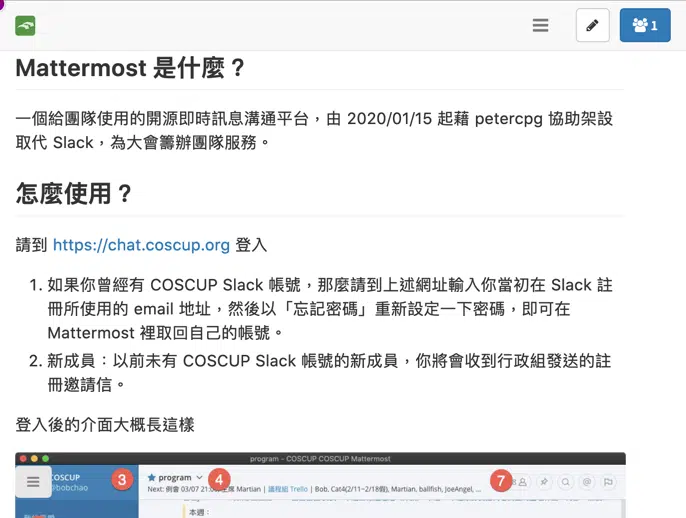 1
Mattermost 是什麼？
一個給團隊使用的開源即時訊息溝通平台，由 2020/01/15 起藉 petercpg 協助架設
取代 Slack，為大會籌辦團隊服務。
怎麼使用？
請到 https://chat.coscup.org 登入
1. 如果你曾經有 COSCUP Slack 帳號，那麼請到上述網址輸入你當初在 Slack 註
冊所使用的 email 地址，然後以「忘記密碼」重新設定一下密碼，即可在
Mattermost 裡取回自己的帳號。
2. 新成員：以前未有 COSCUP Slack 帳號的新成員，你將會收到行政組發送的註
冊邀請信。
登入後的介面大概長這樣
program - COSCUP COSCUP Mattermost
COSCUP 3 program 4 7
@bobchao Next: 例會 03/07 21:0 主席 Martian | 議程組 Trello | Bob, Cat4(2/11~2/18假), Martian, ballfish, JoeAngel, ...
本週：